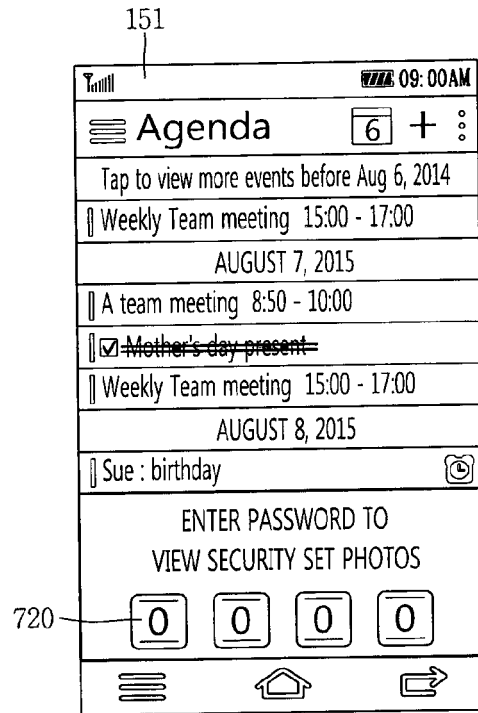 151
09:00AM
Agenda 6 +
Tap to view more events before Aug 6, 2014
Weekly Team meeting 15:00 - 17:00
AUGUST 7, 2015
A team meeting 8:50 - 10:00
Mother's day present
Weekly Team meeting 15:00 - 17:00
AUGUST 8, 2015
Sue : birthday
ENTER PASSWORD TO
VIEW SECURITY SET PHOTOS
720 0 0 0 0